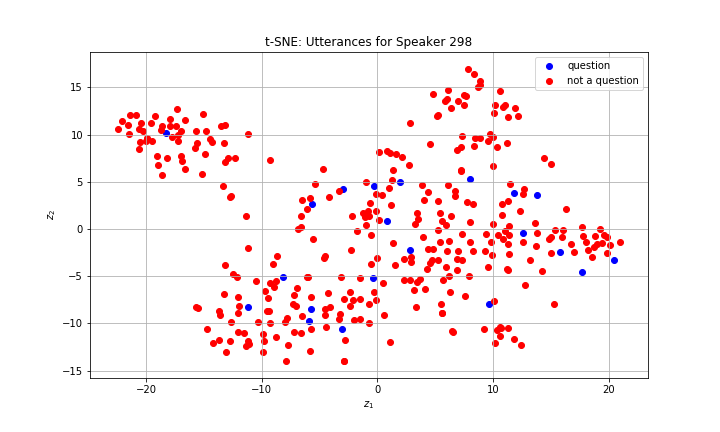 t-SNE: Utterances for Speaker 298
question
not a question
15
10
5
0
−5
−10
−15
z₂
−20
−10
0
10
20
z₁